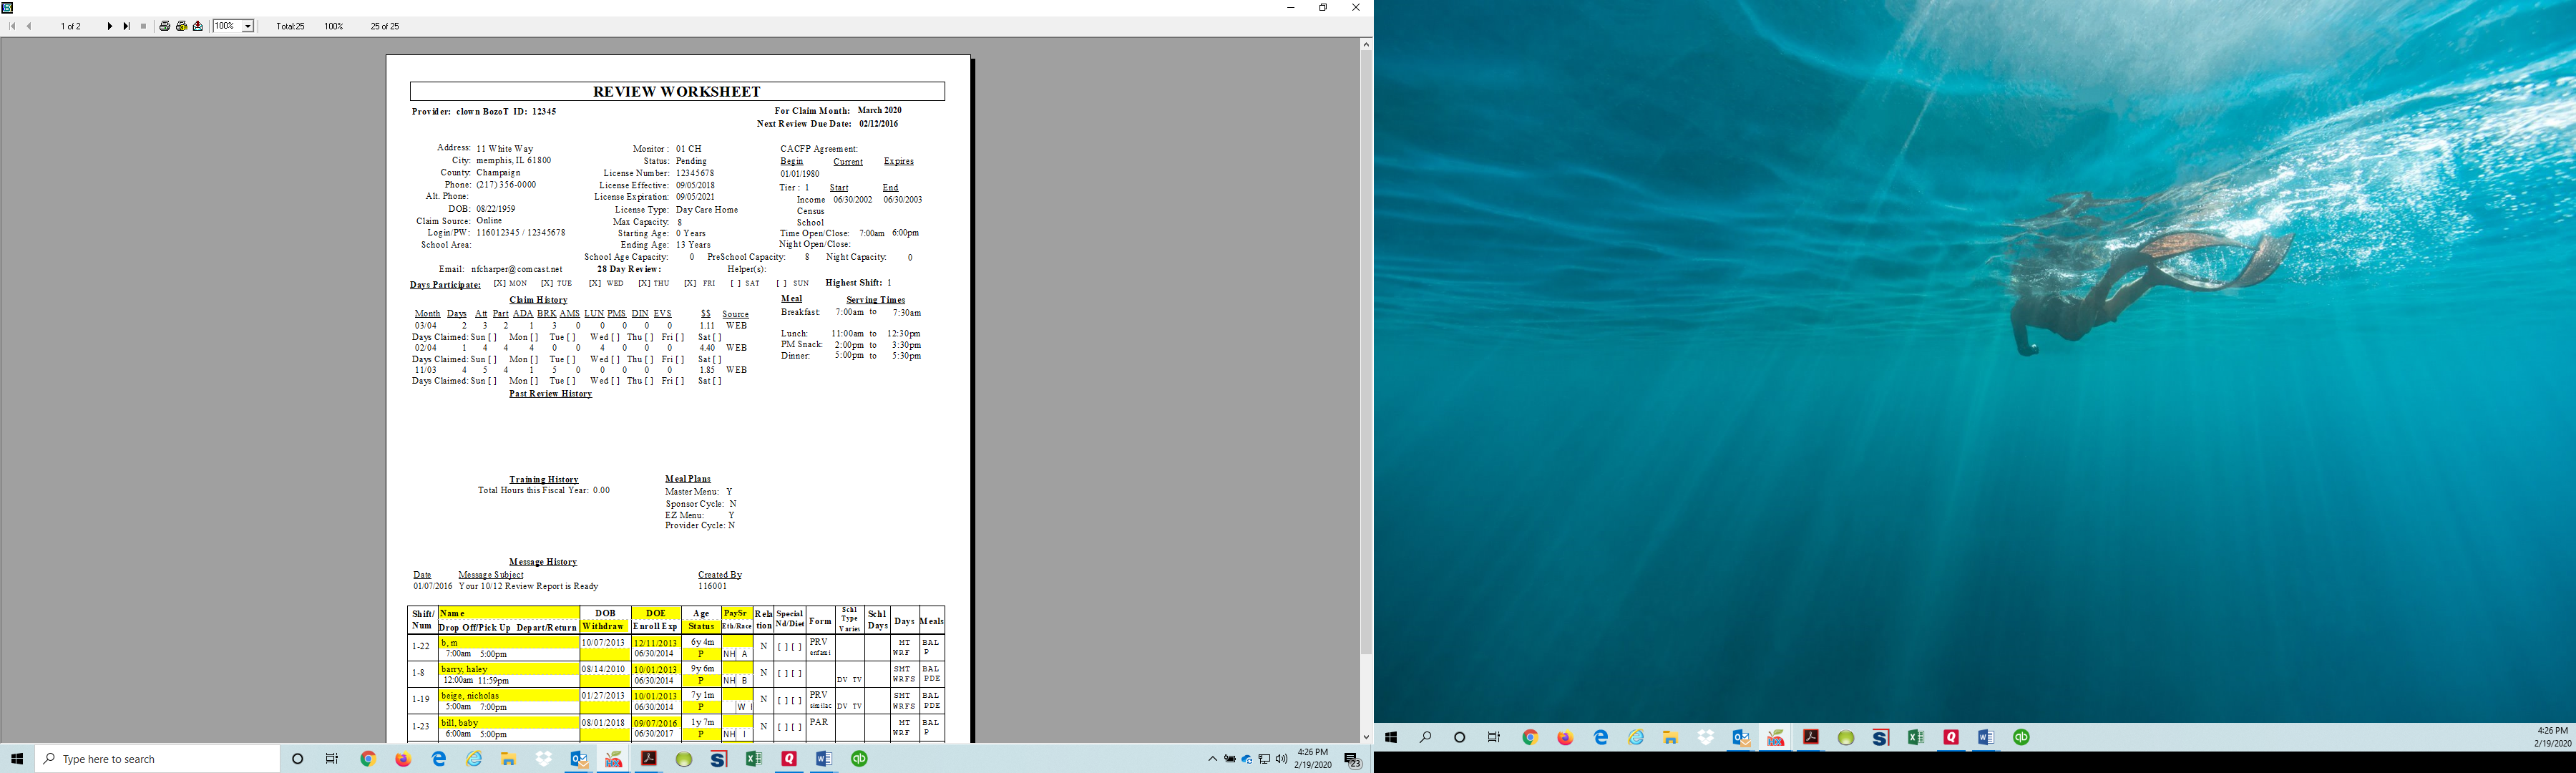 1 of 2 100% Total:25 100% 25 of 25
REVIEW WORKSHEET
Provider: clown BozoT ID: 12345 For Claim Month: March 2020
Next Review Due Date: 02/12/2016
Address: 11 White Way Monitor : 01 CH CACFP Agreement:
City: memphis, IL 61800 Status: Pending Begin Current Expires
County: Champaign License Number: 12345678 01/01/1980
Phone: (217) 356-0000 License Effective: 09/05/2018 Tier : 1 Start End
Alt. Phone: License Expiration: 09/05/2021 Income 06/30/2002 06/30/2003
DOB: 08/22/1959 License Type: Day Care Home Census
Claim Source: Online Max Capacity: 8 School
Login/PW: 116012345 / 12345678 Starting Age: 0 Years Time Open/Close: 7:00am 6:00pm
School Area: Ending Age: 13 Years Night Open/Close:
School Age Capacity: 0 PreSchool Capacity: 8 Night Capacity: 0
Email: nfcharper@comcast.net 28 Day Review: Helper(s):
Days Participate: [X] MON [X] TUE [X] WED [X] THU [X] FRI [ ] SAT [ ] SUN Highest Shift: 1
Claim History Meal Serving Times
Month Days Att Part ADA BRK AMS LUN PMS DIN EVS $$ Source Breakfast: 7:00am to 7:30am
03/04 2 3 2 1 3 0 0 0 0 0 1.11 WEB
Days Claimed: Sun [ ] Mon [ ] Tue [ ] Wed [ ] Thu [ ] Fri [ ] Sat [ ] Lunch: 11:00am to 12:30pm
02/04 1 4 4 4 0 0 4 0 0 0 4.40 WEB PM Snack: 2:00pm to 3:30pm
Days Claimed: Sun [ ] Mon [ ] Tue [ ] Wed [ ] Thu [ ] Fri [ ] Sat [ ] Dinner: 5:00pm to 5:30pm
11/03 4 5 4 1 5 0 0 0 0 0 1.85 WEB
Days Claimed: Sun [ ] Mon [ ] Tue [ ] Wed [ ] Thu [ ] Fri [ ] Sat [ ]
Past Review History
Training History Meal Plans
Total Hours this Fiscal Year: 0.00 Master Menu: Y
Sponsor Cycle: N
EZ Menu: Y
Provider Cycle: N
Message History
Date Message Subject Created By
01/07/2016 Your 10/12 Review Report is Ready 116001
Shift/ Name DOB DOE Age PaySr Rela Special Form Schl Type Schl Days Meals
Num Drop Off/Pick Up Depart/Return Withdraw Enroll Exp Status Eth/Race tion Nd/Diet Varies Days
1-22 b, m 10/07/2013 12/11/2013 6y 4m N [ ] [ ] PRV MT BAL
7:00am 5:00pm 06/30/2014 P NH A enfami WRF P
1-8 barry, haley 08/14/2010 10/01/2013 9y 6m N [ ] [ ] SMT BAL
12:00am 11:59pm 06/30/2014 P NH B DV TV WRFS PDE
1-19 beige, nicholas 01/27/2013 10/01/2013 7y 1m N [ ] [ ] PRV SMT BAL
5:00am 7:00pm 06/30/2014 P W similac DV TV WRFS PDE
1-23 bill, baby 08/01/2018 09/07/2016 1y 7m N [ ] [ ] PAR MT BAL
6:00am 5:00pm 06/30/2017 P NH I WRF P
Type here to search
4:26 PM
2/19/2020
23
4:26 PM
2/19/2020